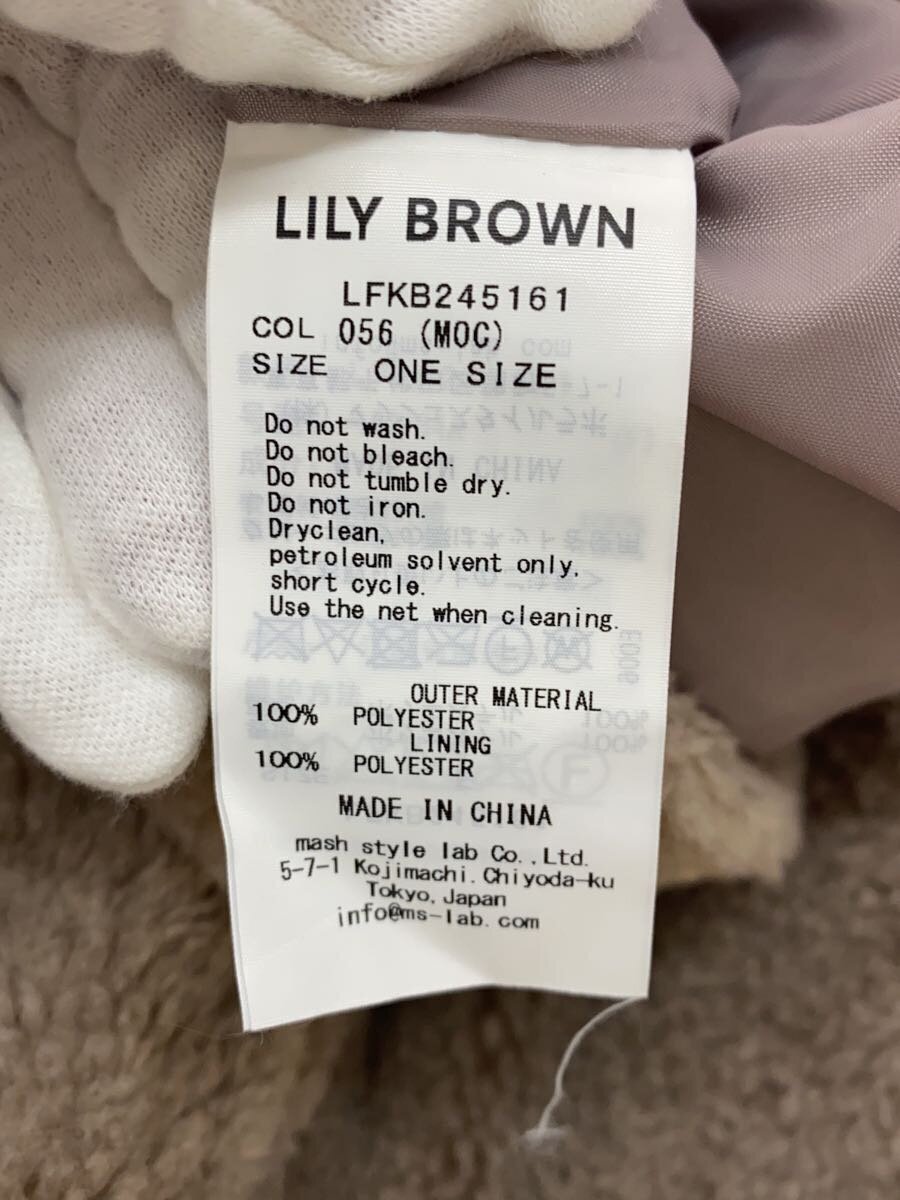 LILY BROWN
LFKB245161
COL 056 (MOC)
SIZE ONE SIZE
Do not wash.
Do not bleach.
Do not tumble dry.
Do not iron.
Dryclean,
petroleum solvent only,
short cycle.
Use the net when cleaning.
OUTER MATERIAL
100% POLYESTER
LINING
100% POLYESTER
MADE IN CHINA
mash style lab Co.,Ltd.
5-7-1 Kojimachi. Chiyoda-ku
Tokyo, Japan
info@ms-lab.com